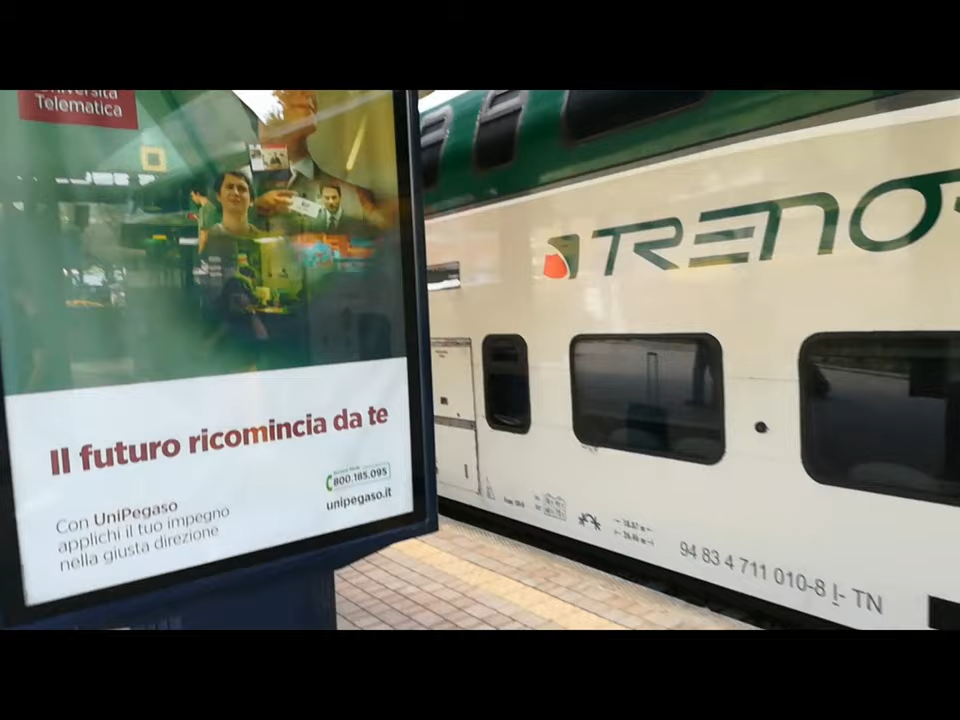 Università
Telematica
Il futuro ricomincia da te
800.185.095
unipegaso.it
Con UniPegaso
applichi il tuo impegno
nella giusta direzione
TRENO
94 83 4 711 010-8 I- TN